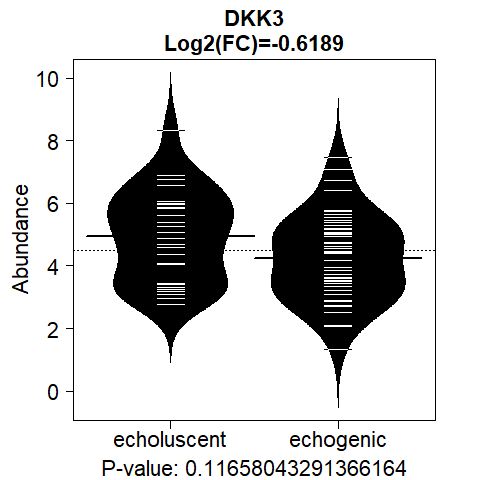 DKK3
Log2(FC)=-0.6189
10
8
6
4
2
0
Abundance
echoluscent echogenic
P-value: 0.11658043291366164